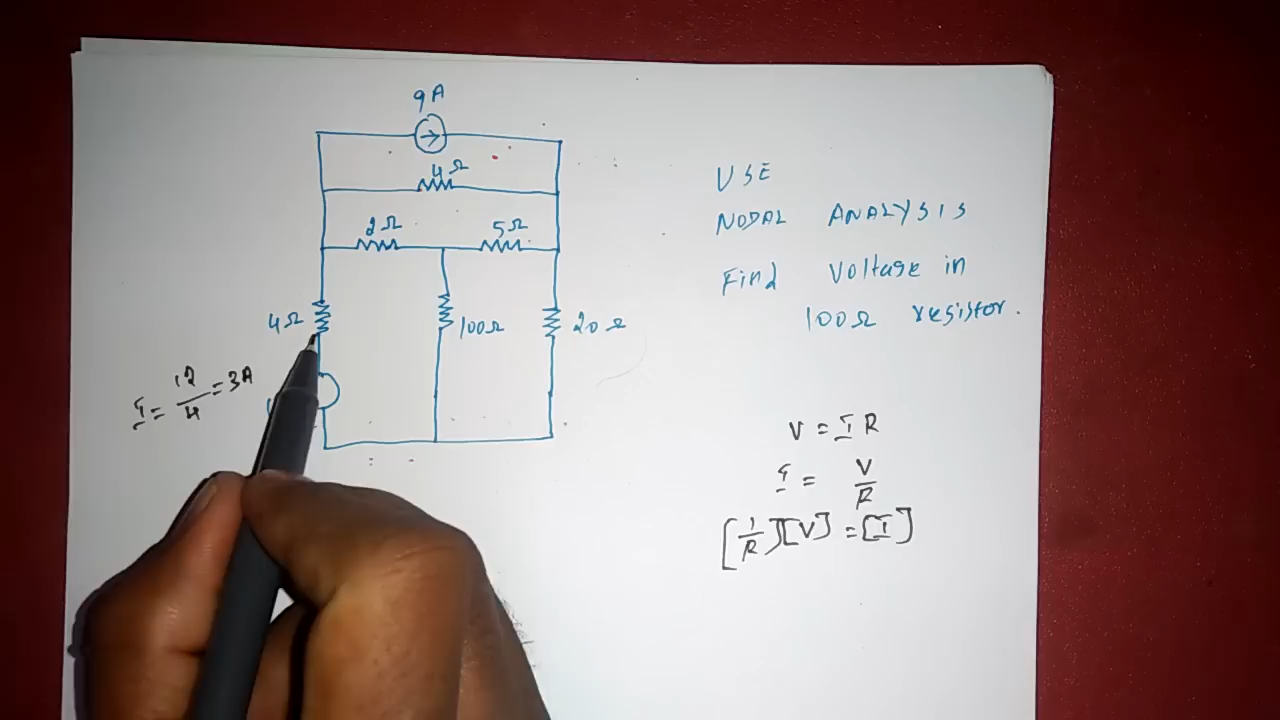 9A
4Ω
2Ω
5Ω
4Ω
100Ω
20Ω
I = 12/4 = 3A
USE
NODAL ANALYSIS
Find Voltage in
100Ω resistor.
V = I R
I = V/R
[1/R][V] = [I]